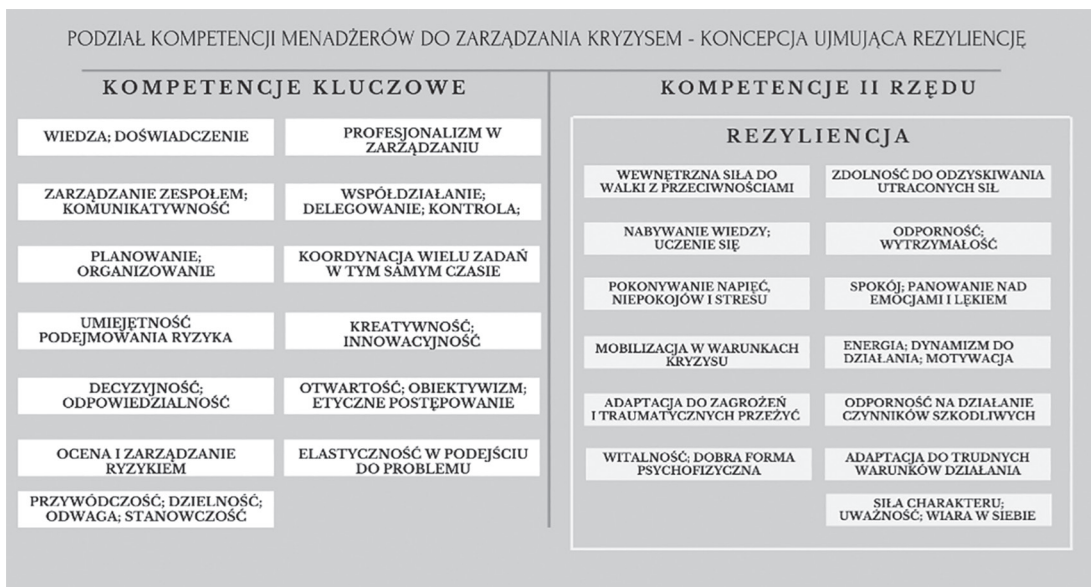 PODZIAŁ KOMPETENCJI MENADŻERÓW DO ZARZĄDZANIA KRYZYSEM - KONCEPCJA UJMUJĄCA REZYLIENCJĘ
KOMPETENCJE KLUCZOWE
WIEDZA; DOŚWIADCZENIE
PROFESJONALIZM W
ZARZĄDZANIU
ZARZĄDZANIE ZESPOŁEM;
KOMUNIKATYWNOŚĆ
WSPÓŁDZIAŁANIE;
DELEGOWANIE; KONTROLA;
PLANOWANIE;
ORGANIZOWANIE
KOORDYNACJA WIELU ZADAŃ
W TYM SAMYM CZASIE
UMIEJĘTNOŚĆ
PODEJMOWANIA RYZYKA
KREATYWNOŚĆ;
INNOWACYJNOŚĆ
DECYZYJNOŚĆ;
ODPOWIEDZIALNOŚĆ
OTWARTOŚĆ; OBIEKTYWIZM;
ETYCZNE POSTĘPOWANIE
OCENA I ZARZĄDZANIE
RYZYKIEM
ELASTYCZNOŚĆ W PODEJŚCIU
DO PROBLEMU
PRZYWÓDCZOŚĆ; DZIELNOŚĆ;
ODWAGA; STANOWCZOŚĆ
KOMPETENCJE II RZĘDU
REZYLIENCJA
WEWNĘTRZNA SIŁA DO
WALKI Z PRZECIWNOŚCIAMI
ZDOLNOŚĆ DO ODZYSKIWANIA
UTRACONYCH SIŁ
NABYWANIE WIEDZY;
UCZENIE SIĘ
ODPORNOŚĆ;
WYTRZYMAŁOŚĆ
POKONYWANIE NAPIĘĆ,
NIEPOKOJÓW I STRESU
SPOKÓJ; PANOWANIE NAD
EMOCJAMI I LĘKIEM
MOBILIZACJA W WARUNKACH
KRYZYSU
ENERGIA; DYNAMIZM DO
DZIAŁANIA; MOTYWACJA
ADAPTACJA DO ZAGROŻEŃ
I TRAUMATYCZNYCH PRZEŻYĆ
ODPORNOŚĆ NA DZIAŁANIE
CZYNNIKÓW SZKODLIWYCH
WITALNOŚĆ; DOBRA FORMA
PSYCHOFIZYCZNA
ADAPTACJA DO TRUDNYCH
WARUNKÓW DZIAŁANIA
SIŁA CHARAKTERU;
UWAŻNOŚĆ; WIARA W SIEBIE